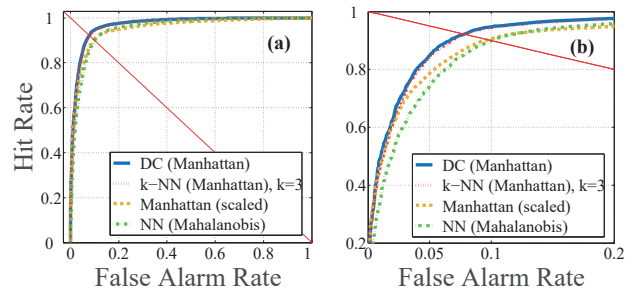 Hit Rate
1
0.8
0.6
0.4
0.2
0
(a)
DC (Manhattan)
k−NN (Manhattan), k=3
Manhattan (scaled)
NN (Mahalanobis)
0 0.2 0.4 0.6 0.8 1
False Alarm Rate
1
0.8
0.6
0.4
0.2
(b)
DC (Manhattan)
k−NN (Manhattan), k=3
Manhattan (scaled)
NN (Mahalanobis)
0 0.05 0.1 0.2
False Alarm Rate